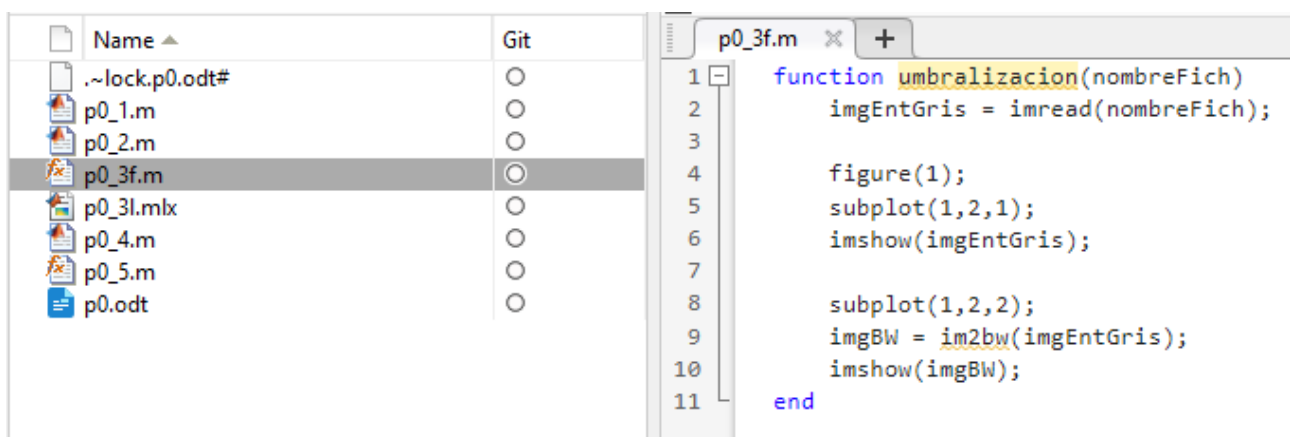 Name Git
.~lock.p0.odt#
p0_1.m
p0_2.m
p0_3f.m
p0_3l.mlx
p0_4.m
p0_5.m
p0.odt
p0_3f.m
1 function umbralizacion(nombreFich)
2 imgEntGris = imread(nombreFich);
3
4 figure(1);
5 subplot(1,2,1);
6 imshow(imgEntGris);
7
8 subplot(1,2,2);
9 imgBW = im2bw(imgEntGris);
10 imshow(imgBW);
11 end